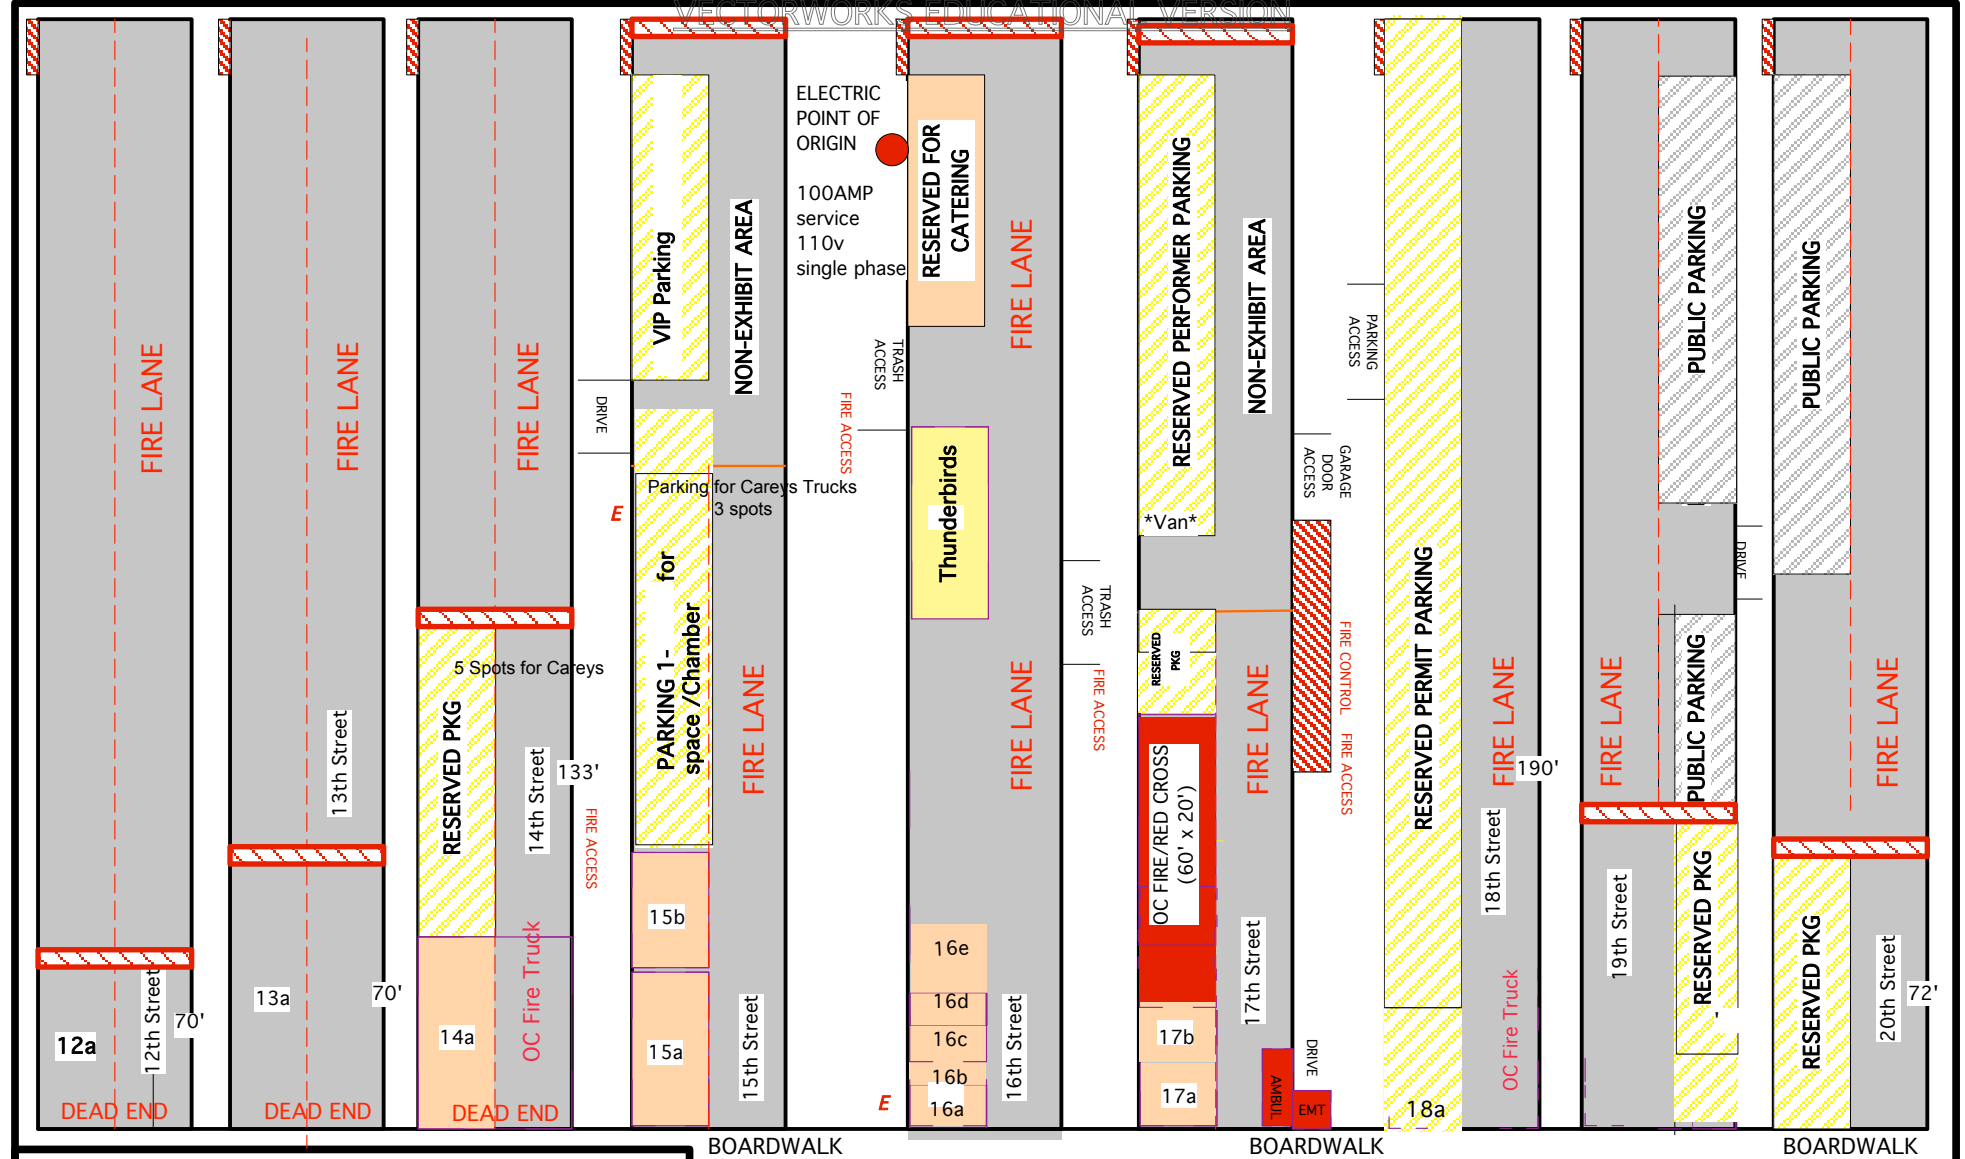 VECTORWORKS EDUCATIONAL VERSION
FIRE LANE
12th Street
70'
12a
DEAD END
FIRE LANE
13th Street
13a
70'
DEAD END
FIRE LANE
5 Spots for Careys
RESERVED PKG
14th Street
133'
FIRE ACCESS
14a
OC Fire Truck
DEAD END
VIP Parking
NON-EXHIBIT AREA
DRIVE
E
Parking for Careys Trucks
3 spots
PARKING 1- for
space /Chamber
FIRE LANE
15b
15a
15th Street
BOARDWALK
ELECTRIC
POINT OF
ORIGIN
100AMP
service
110v
single phase
TRASH
ACCESS
FIRE ACCESS
RESERVED FOR
CATERING
FIRE LANE
Thunderbirds
FIRE LANE
TRASH
ACCESS
FIRE ACCESS
16e
16d
16c
16b
16a
E
16th Street
RESERVED PERFORMER PARKING
*Van*
NON-EXHIBIT AREA
GARAGE
DOOR
ACCESS
RESERVED
PKG
FIRE LANE
FIRE CONTROL
FIRE ACCESS
OC FIRE/RED CROSS
(60' x 20')
17b
17a
17th Street
DRIVE
AMBUL
EMT
BOARDWALK
PARKING
ACCESS
RESERVED PERMIT PARKING
18a
FIRE LANE
190'
18th Street
OC Fire Truck
PUBLIC PARKING
DRIVE
FIRE LANE
PUBLIC PARKING
19th Street
RESERVED PKG
'
PUBLIC PARKING
FIRE LANE
RESERVED PKG
20th Street
72'
BOARDWALK